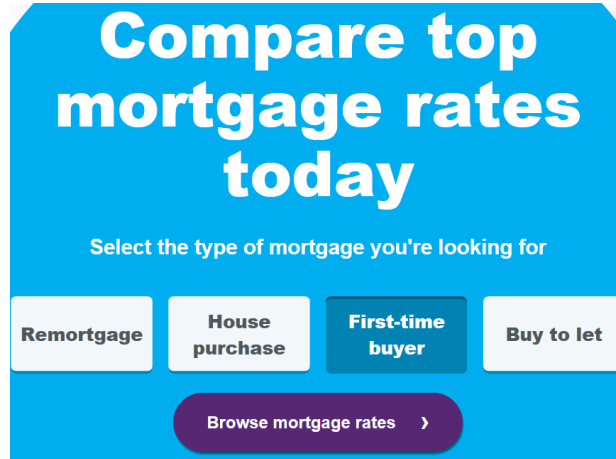 Compare top
mortgage rates
today
Select the type of mortgage you're looking for
Remortgage
House
purchase
First-time
buyer
Buy to let
Browse mortgage rates ›